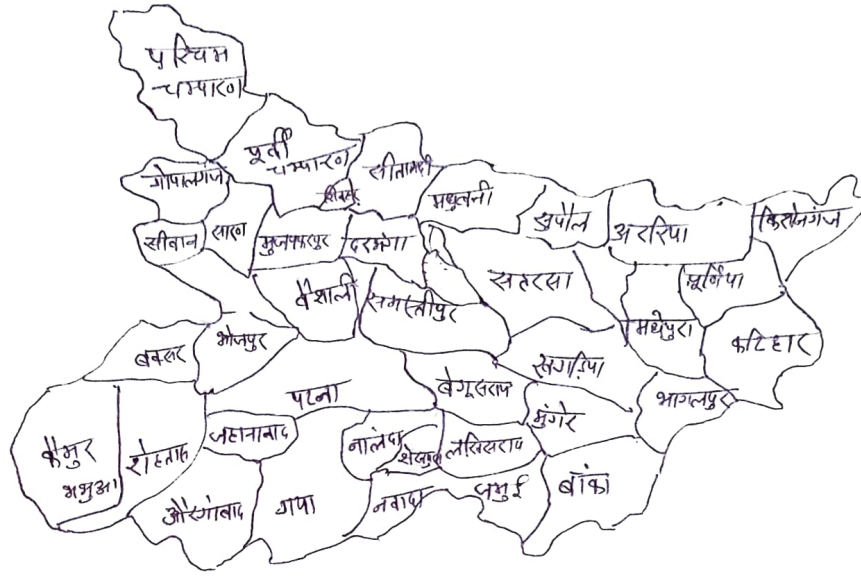 पश्चिम
चम्पारण
पूर्वी
चम्पारण
सीतामढी
गोपालगंज
शिवहर
मधुबनी
सुपौल
अररिया
किशनगंज
सीवान
सारण
मुजफ्फरपुर
दरभंगा
सहरसा
पूर्णिया
वैशाली
समस्तीपुर
मधेपुरा
कटिहार
बक्सर
भोजपुर
खगड़िया
पटना
बेगूसराय
भागलपुर
मुंगेर
जहानाबाद
नालंदा
शेखपुरा
लखिसराय
कैमुर
भभुआ
रोहतास
औरंगाबाद
गया
नवादा
जमुई
बांका